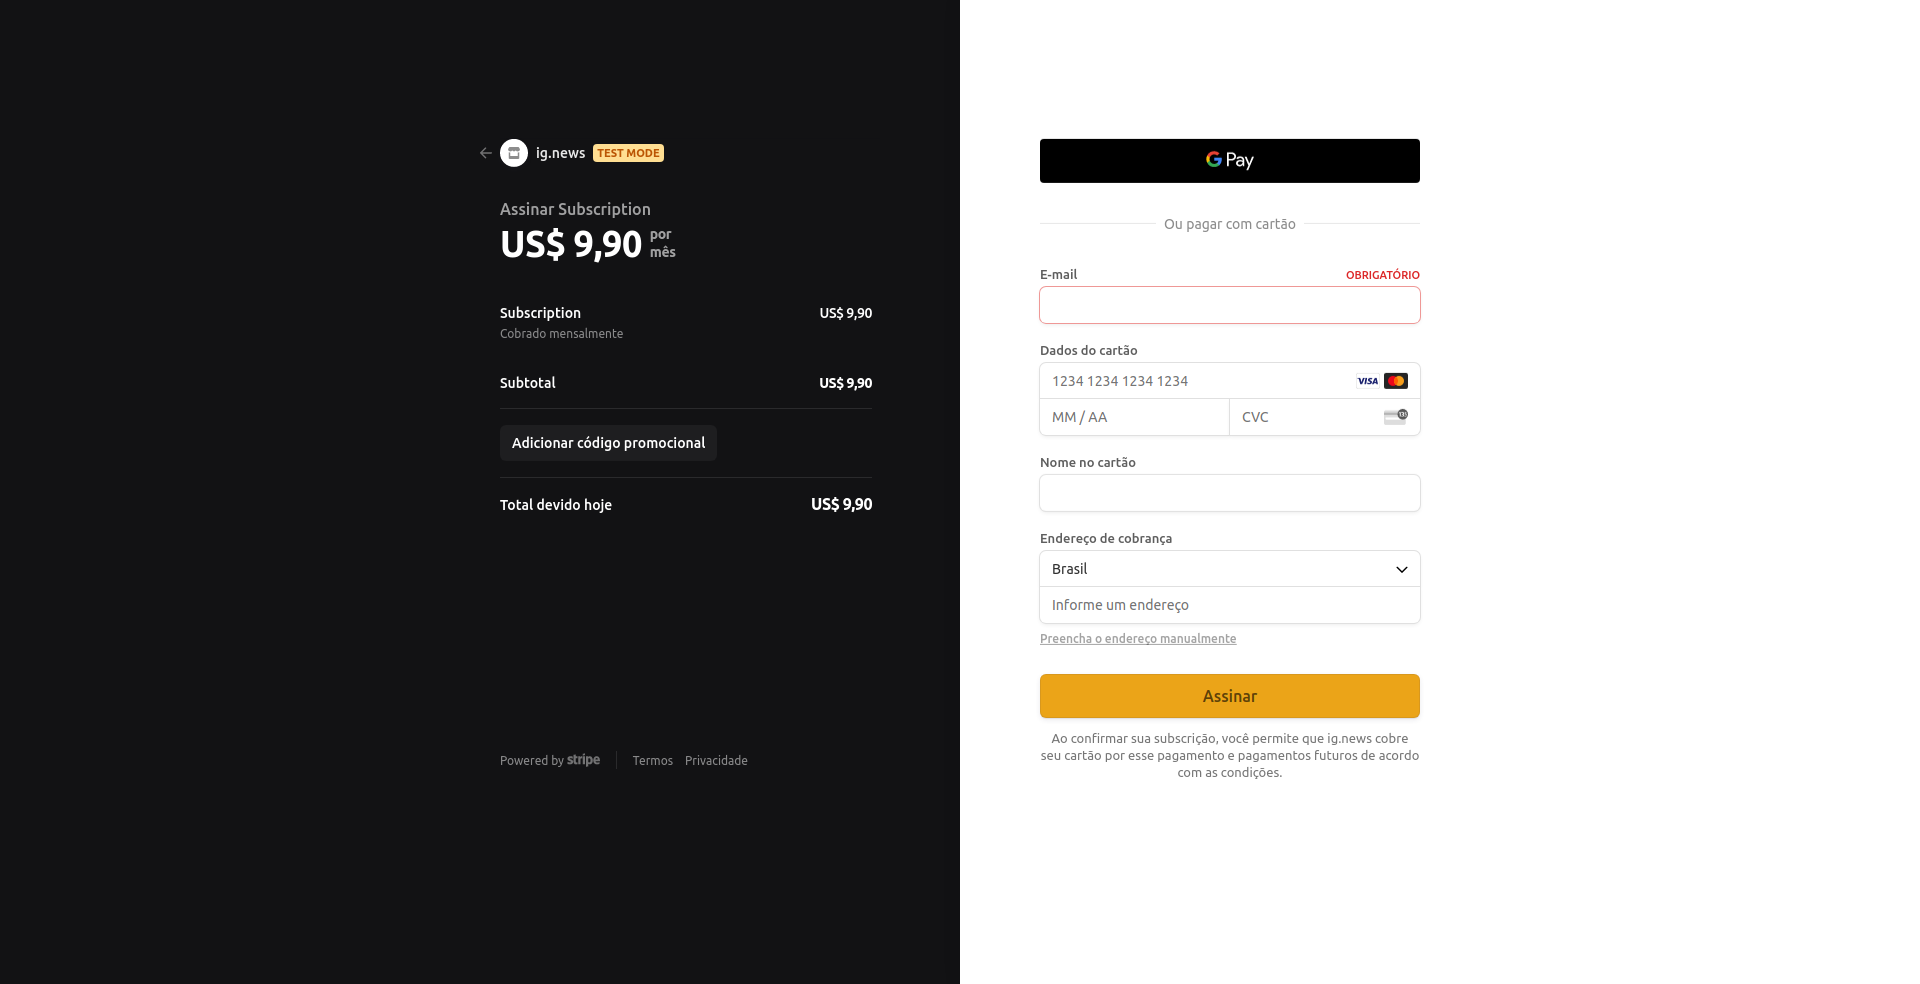 ig.news TEST MODE
Assinar Subscription
US$ 9,90 por
mês
Subscription US$ 9,90
Cobrado mensalmente
Subtotal US$ 9,90
Adicionar código promocional
Total devido hoje US$ 9,90
Powered by stripe Termos Privacidade
G Pay
Ou pagar com cartão
E-mail OBRIGATÓRIO
Dados do cartão
1234 1234 1234 1234 VISA
MM / AA CVC
Nome no cartão
Endereço de cobrança
Brasil
Informe um endereço
Preencha o endereço manualmente
Assinar
Ao confirmar sua subscrição, você permite que ig.news cobre
seu cartão por esse pagamento e pagamentos futuros de acordo
com as condições.